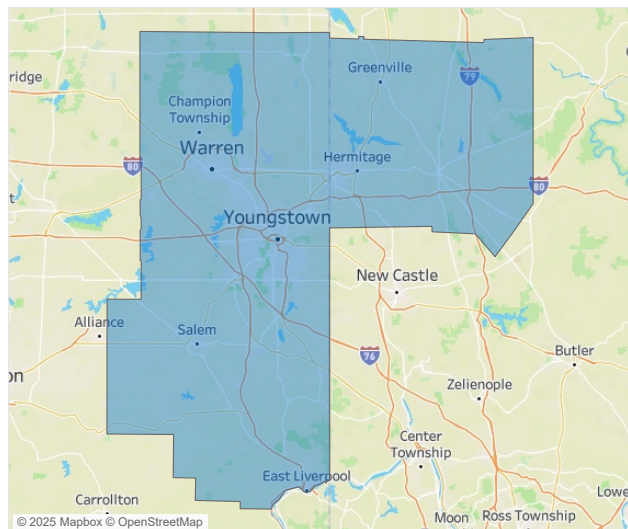 ridge
Greenville
79
Champion
Township
Warren
80
Hermitage
80
t
Youngstown
New Castle
Alliance
Salem
76
Butler
on
Zelienople
Center
Township
East Liverpool
Carrollton
Moon
Ross Township
Lowe
© 2025 Mapbox © OpenStreetMap